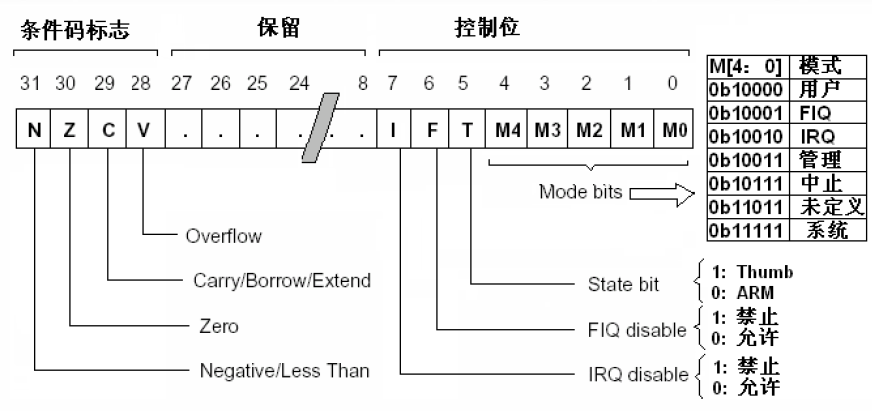 条件码标志 保留 控制位
31 30 29 28 27 26 25 24 8 7 6 5 4 3 2 1 0
N Z C V . . . . . . I F T M4 M3 M2 M1 M0
Mode bits
M[4: 0] 模式
0b10000 用户
0b10001 FIQ
0b10010 IRQ
0b10011 管理
0b10111 中止
0b11011 未定义
0b11111 系统
Overflow
Carry/Borrow/Extend
Zero
Negative/Less Than
State bit
1: Thumb
0: ARM
FIQ disable
1: 禁止
0: 允许
IRQ disable
1: 禁止
0: 允许